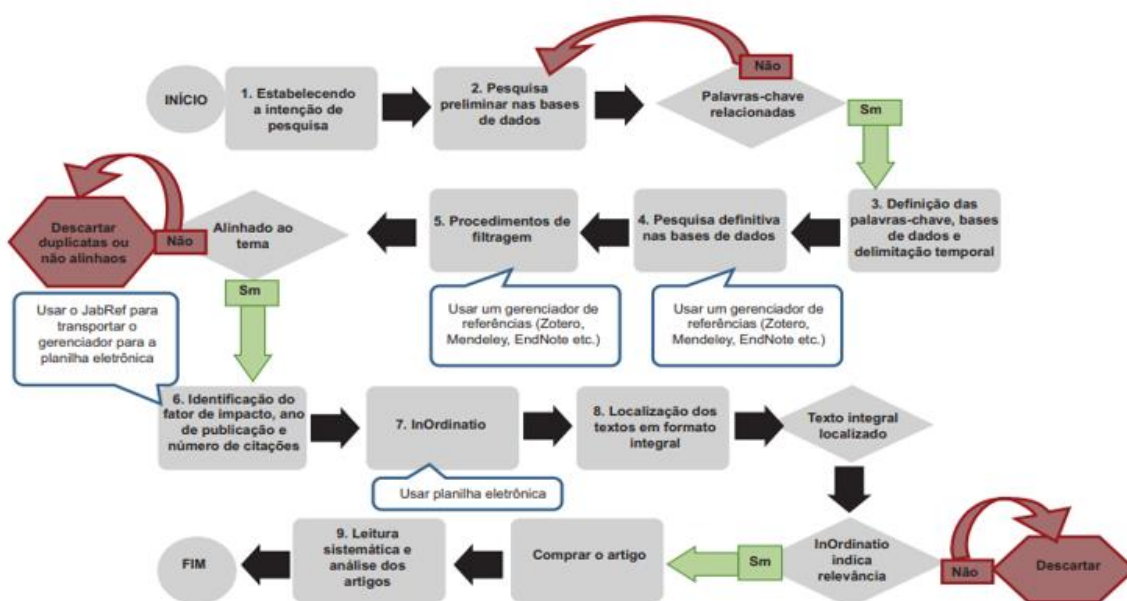 INÍCIO
1. Estabelecendo
a intenção de
pesquisa
2. Pesquisa
preliminar nas bases
de dados
Não
Palavras-chave
relacionadas
Sm
3. Definição das
palavras-chave, bases
de dados e
delimitação temporal
4. Pesquisa definitiva
nas bases de dados
Usar um gerenciador de
referências (Zotero,
Mendeley, EndNote etc.)
5. Procedimentos de
filtragem
Usar um gerenciador de
referências (Zotero,
Mendeley, EndNote etc.)
Alinhado ao
tema
Não
Descartar
duplicatas ou
não alinhaos
Sm
Usar o JabRef para
transportar o
gerenciador para a
planilha eletrônica
6. Identificação do
fator de impacto, ano
de publicação e
número de citações
7. InOrdinatio
Usar planilha eletrônica
8. Localização dos
textos em formato
integral
Texto integral
localizado
InOrdinatio
indica
relevância
Não
Descartar
Sm
Comprar o artigo
9. Leitura
sistemática e
análise dos
artigos
FIM